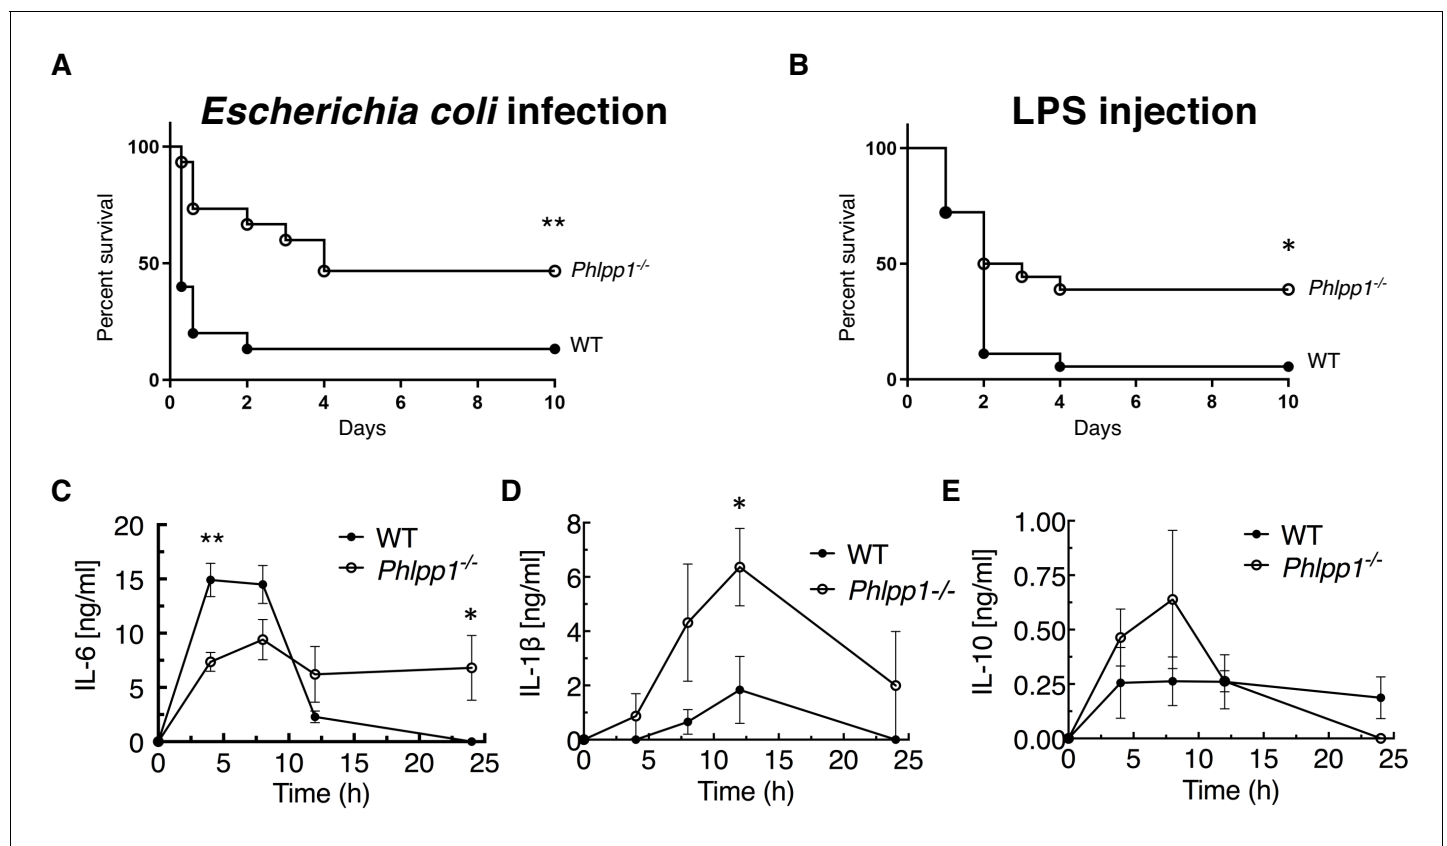 A
Escherichia coli infection
100
50
0
Percent survival
0 2 4 6 8 10
Days
**
Phlpp1-/-
WT
B
LPS injection
100
50
0
Percent survival
0 2 4 6 8 10
Days
*
Phlpp1-/-
WT
C
20
15
10
5
0
IL-6 [ng/ml]
0 5 10 15 20 25
Time (h)
**
*
WT
Phlpp1-/-
D
8
6
4
2
0
IL-1β [ng/ml]
0 5 10 15 20 25
Time (h)
*
WT
Phlpp1-/-
E
1.00
0.75
0.50
0.25
0.00
IL-10 [ng/ml]
0 5 10 15 20 25
Time (h)
WT
Phlpp1-/-